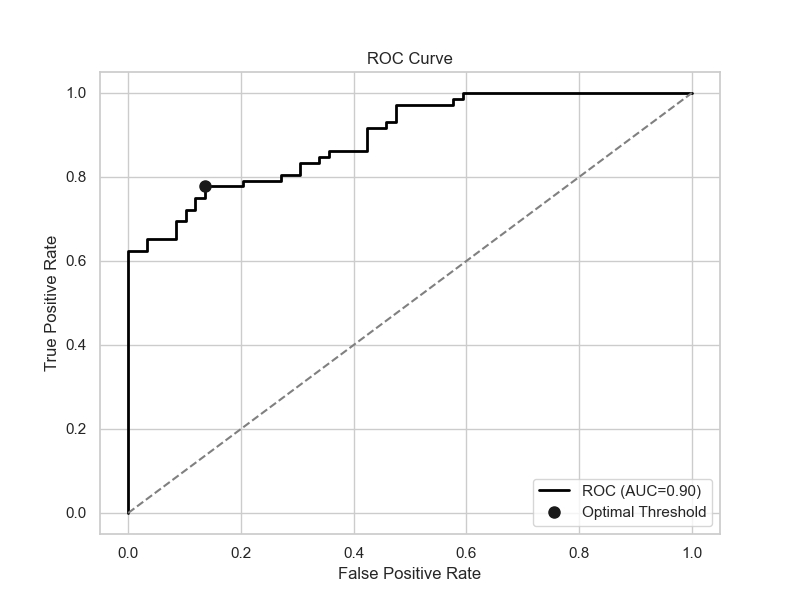 ROC Curve
1.0
0.8
0.6
0.4
0.2
0.0
True Positive Rate
0.0 0.2 0.4 0.6 0.8 1.0
False Positive Rate
ROC (AUC=0.90)
Optimal Threshold